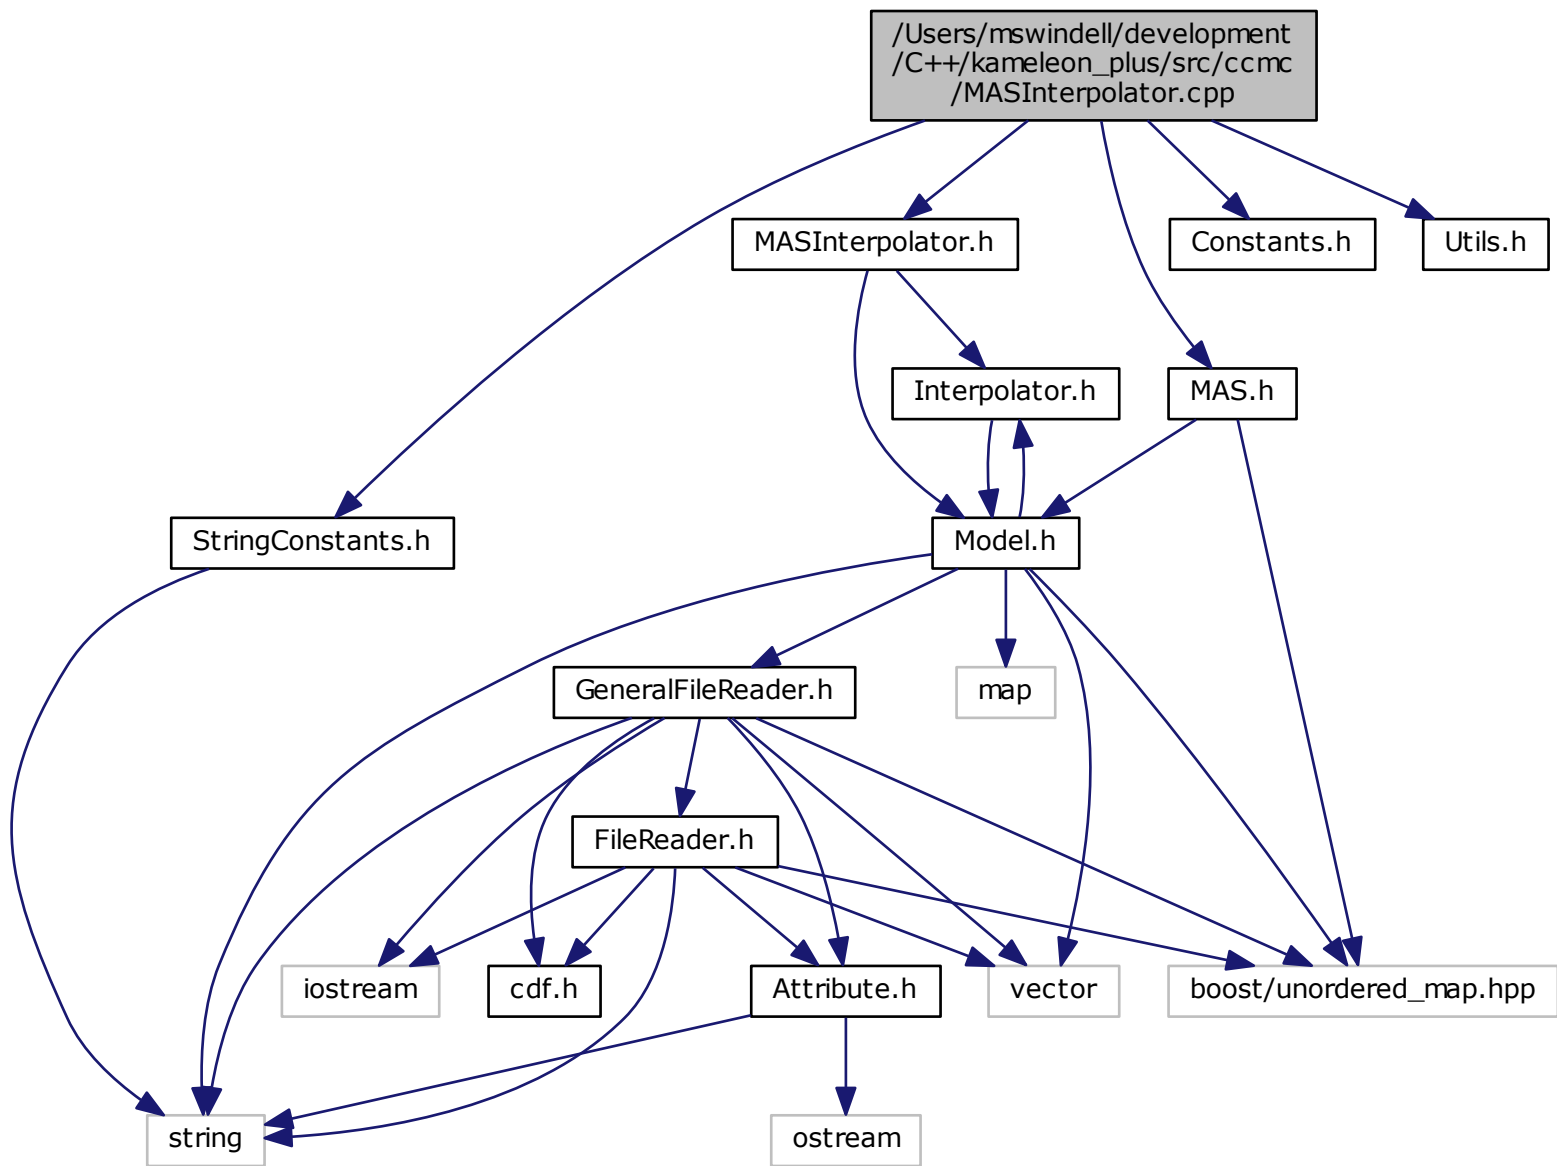 /Users/mswindell/development
/C++/kameleon_plus/src/ccmc
/MASInterpolator.cpp
MASInterpolator.h
Constants.h
Utils.h
Interpolator.h
MAS.h
StringConstants.h
Model.h
GeneralFileReader.h
map
FileReader.h
iostream
cdf.h
Attribute.h
vector
boost/unordered_map.hpp
string
ostream